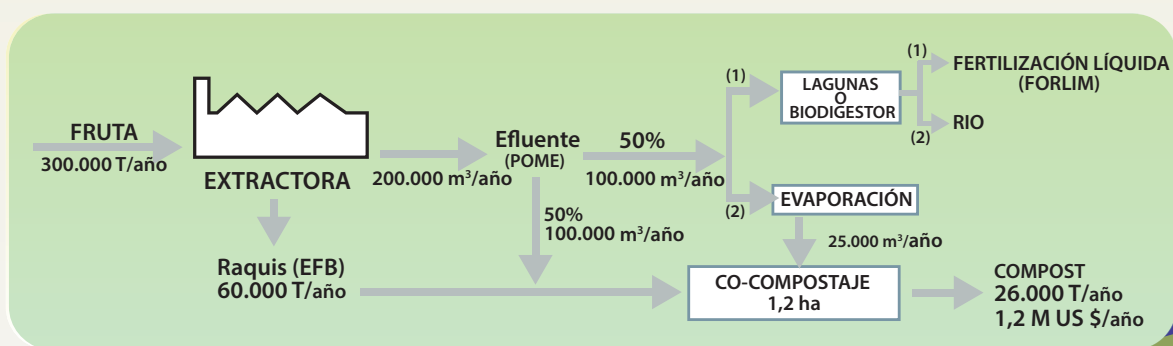 FRUTA
300.000 T/año
EXTRACTORA
200.000 m³/año
Raquis (EFB)
60.000 T/año
Efluente
(POME)
50%
100.000 m³/año
50%
100.000 m³/año
(1)
(2)
LAGUNAS
O
BIODIGESTOR
(1)
FERTILIZACIÓN LÍQUIDA
(FORLIM)
(2)
RIO
EVAPORACIÓN
25.000 m³/año
CO-COMPOSTAJE
1,2 ha
COMPOST
26.000 T/año
1,2 M US $/año